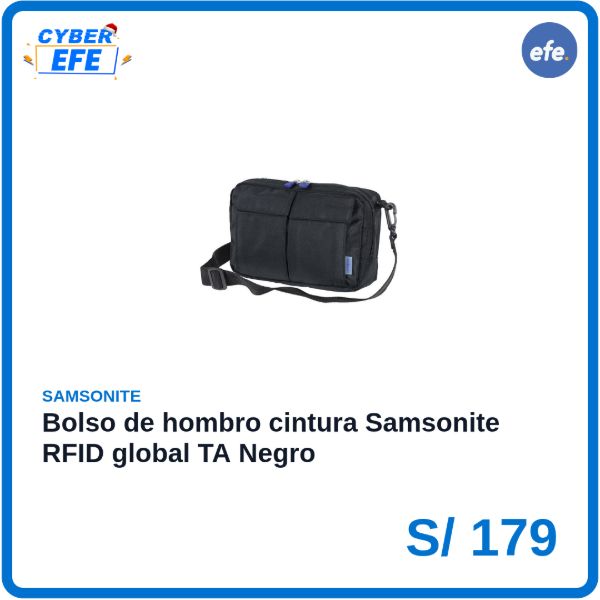 CYBER
EFE
efe.
SAMSONITE
Bolso de hombro cintura Samsonite
RFID global TA Negro
S/ 179